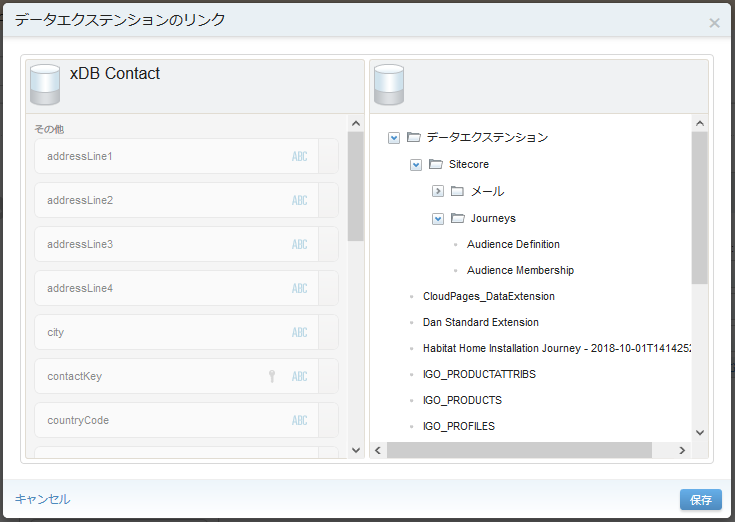 データエクステンションのリンク
xDB Contact
その他
addressLine1 ABC
addressLine2 ABC
addressLine3 ABC
addressLine4 ABC
city ABC
contactKey ABC
countryCode ABC
データエクステンション
Sitecore
メール
Journeys
Audience Definition
Audience Membership
CloudPages_DataExtension
Dan Standard Extension
Habitat Home Installation Journey - 2018-10-01T1414252
IGO_PRODUCTATTRIBS
IGO_PRODUCTS
IGO_PROFILES
キャンセル
保存